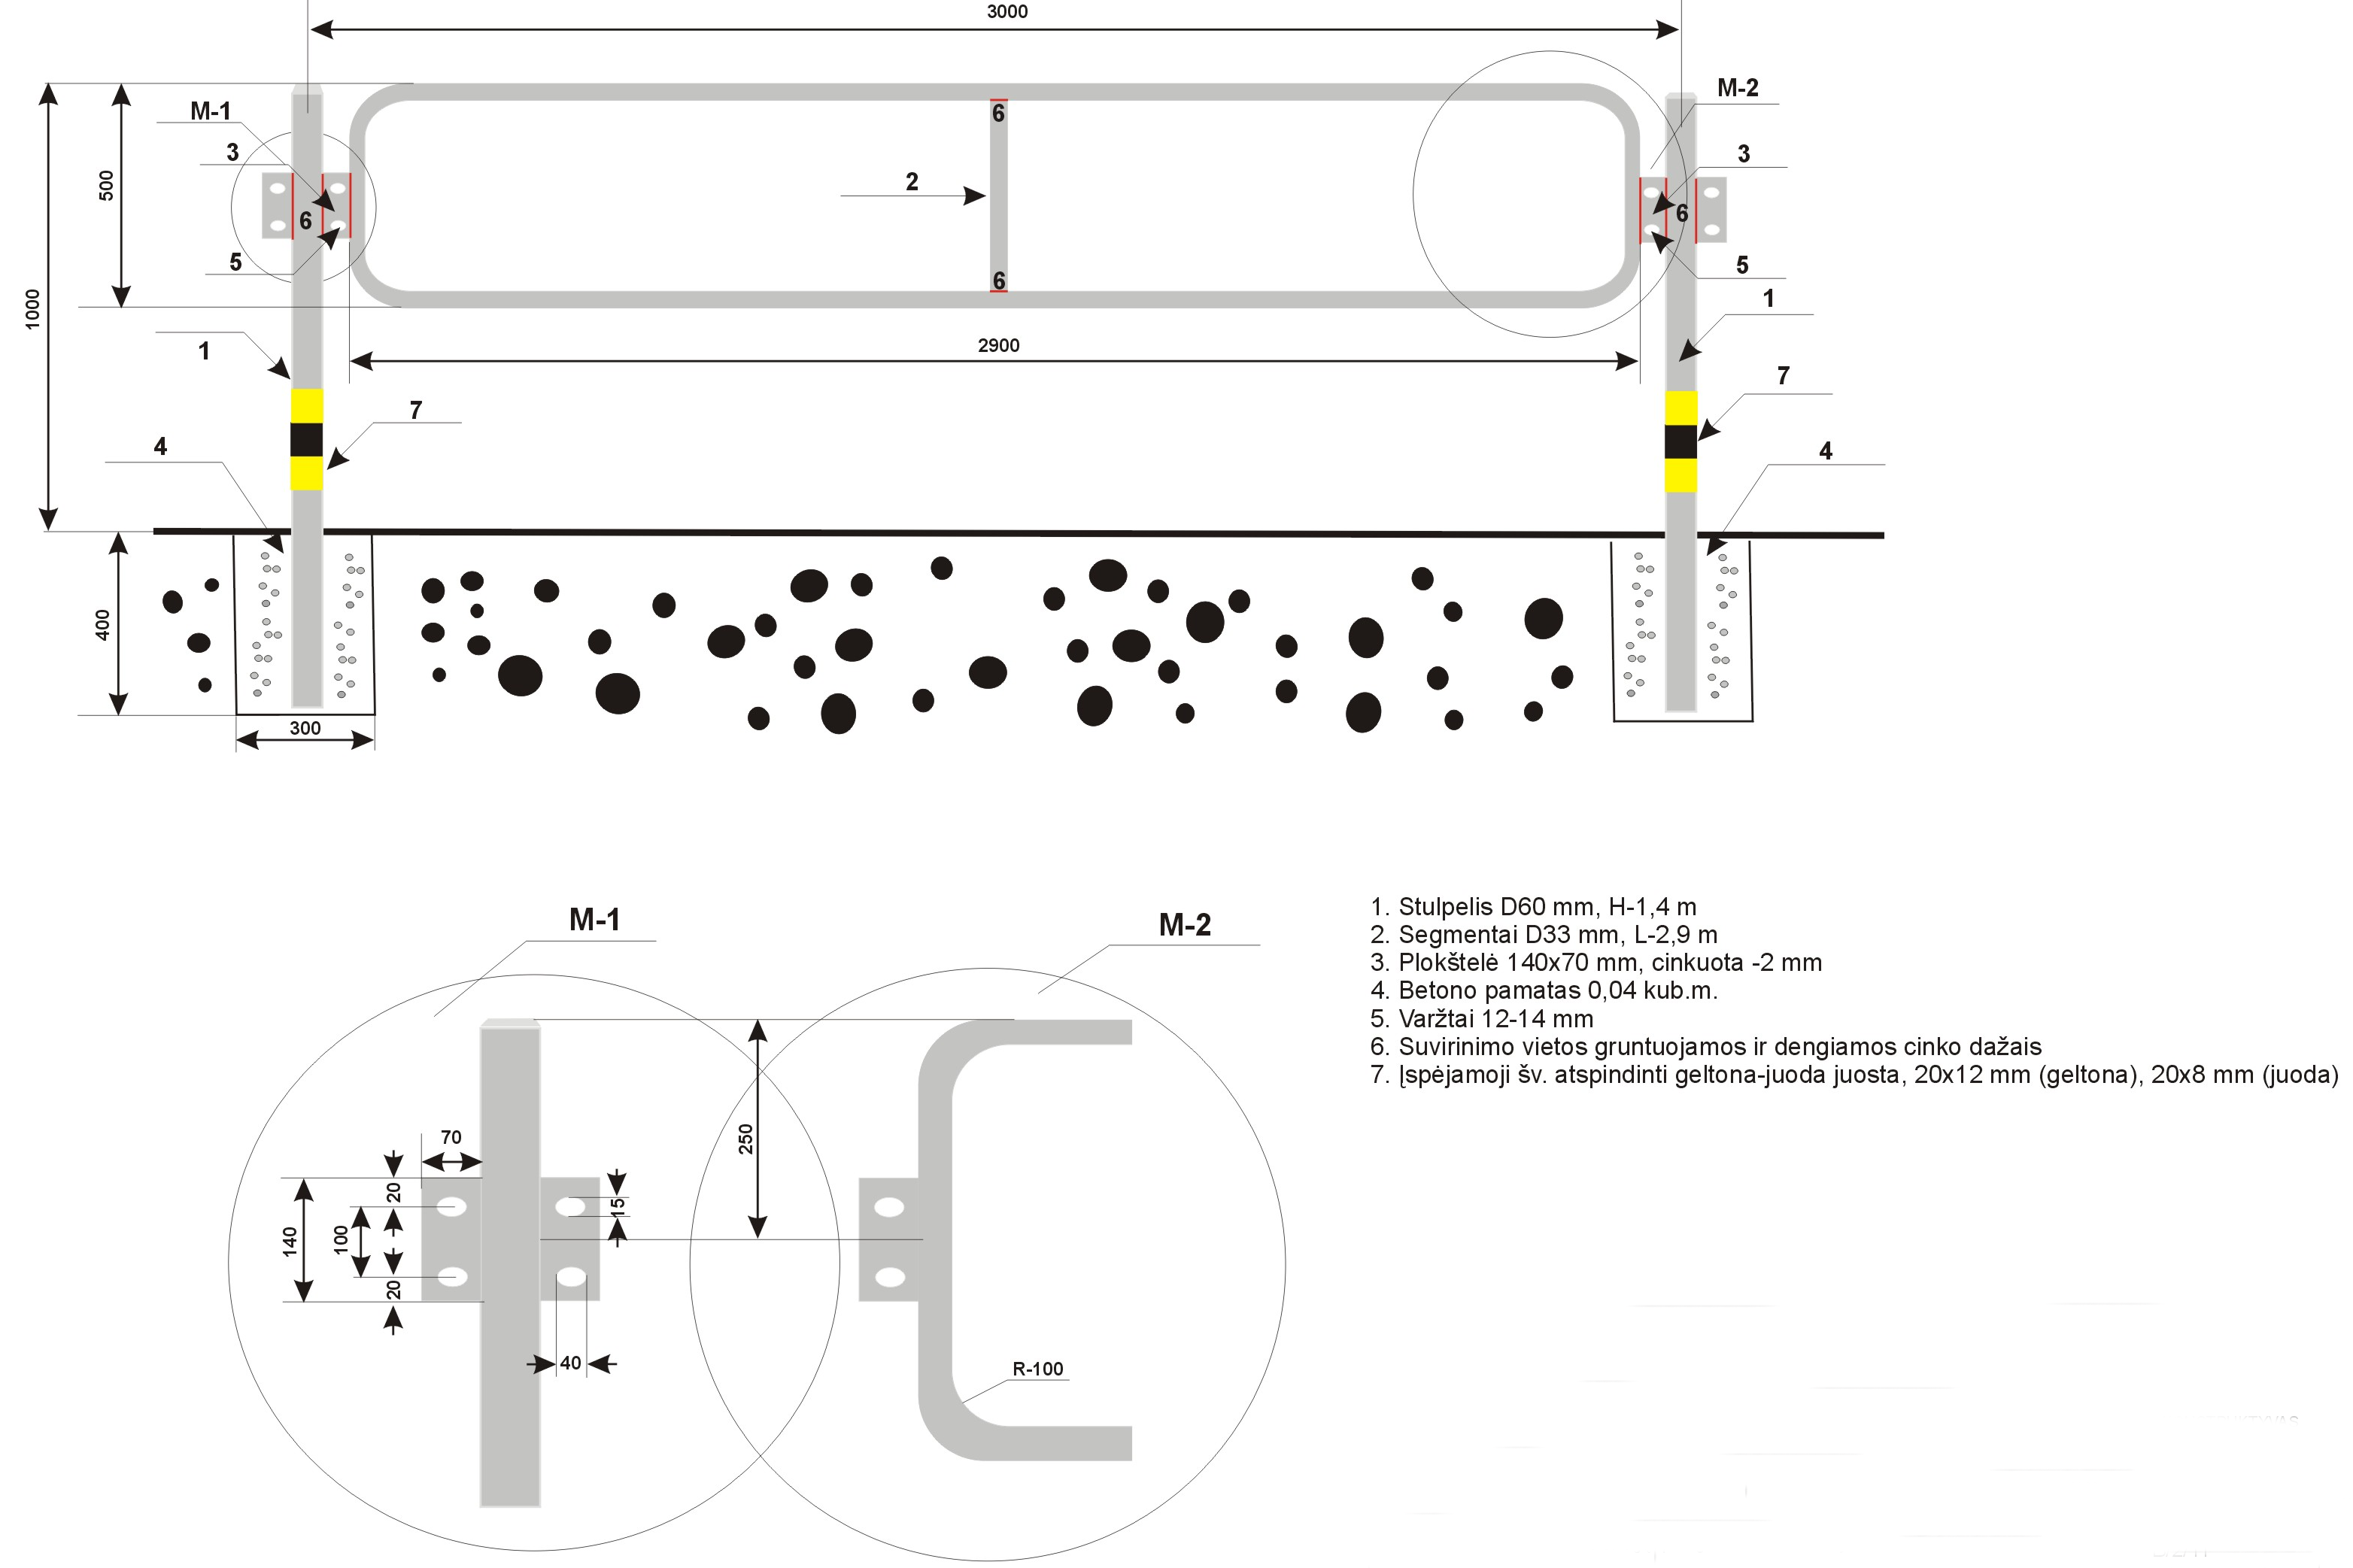 3000
M-1
M-2
3
6
3
500
2
6
6
5
6
5
1000
1
2900
1
7
7
4
4
400
300
M-1
M-2
1. Stulpelis D60 mm, H-1,4 m
2. Segmentai D33 mm, L-2,9 m
3. Plokštelė 140x70 mm, cinkuota -2 mm
4. Betono pamatas 0,04 kub.m.
5. Varžtai 12-14 mm
6. Suvirinimo vietos gruntuojamos ir dengiamos cinko dažais
7. Įspėjamoji šv. atspindinti geltona-juoda juosta, 20x12 mm (geltona), 20x8 mm (juoda)
70
250
20
15
140
100
20
40
R-100